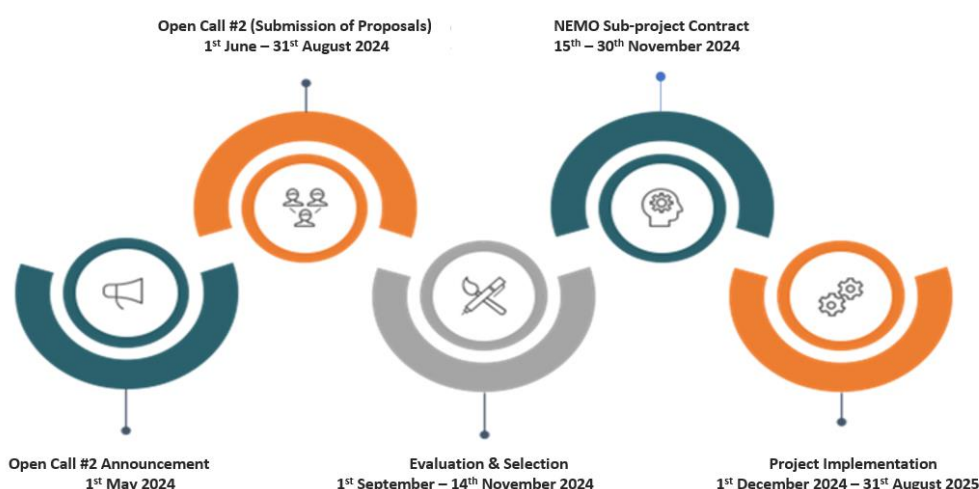 Open Call #2 (Submission of Proposals)
1st June – 31st August 2024
NEMO Sub-project Contract
15th – 30th November 2024
Open Call #2 Announcement
1st May 2024
Evaluation & Selection
1st September – 14th November 2024
Project Implementation
1st December 2024 – 31st August 2025